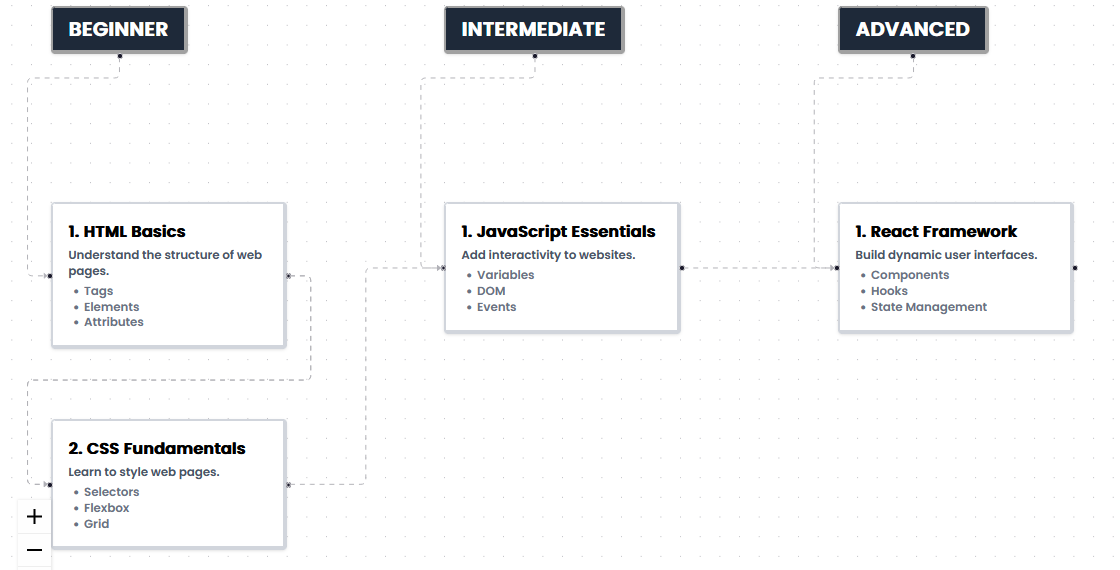 BEGINNER
INTERMEDIATE
ADVANCED
1. HTML Basics
Understand the structure of web
pages.
• Tags
• Elements
• Attributes
2. CSS Fundamentals
Learn to style web pages.
• Selectors
• Flexbox
• Grid
1. JavaScript Essentials
Add interactivity to websites.
• Variables
• DOM
• Events
1. React Framework
Build dynamic user interfaces.
• Components
• Hooks
• State Management
+
−